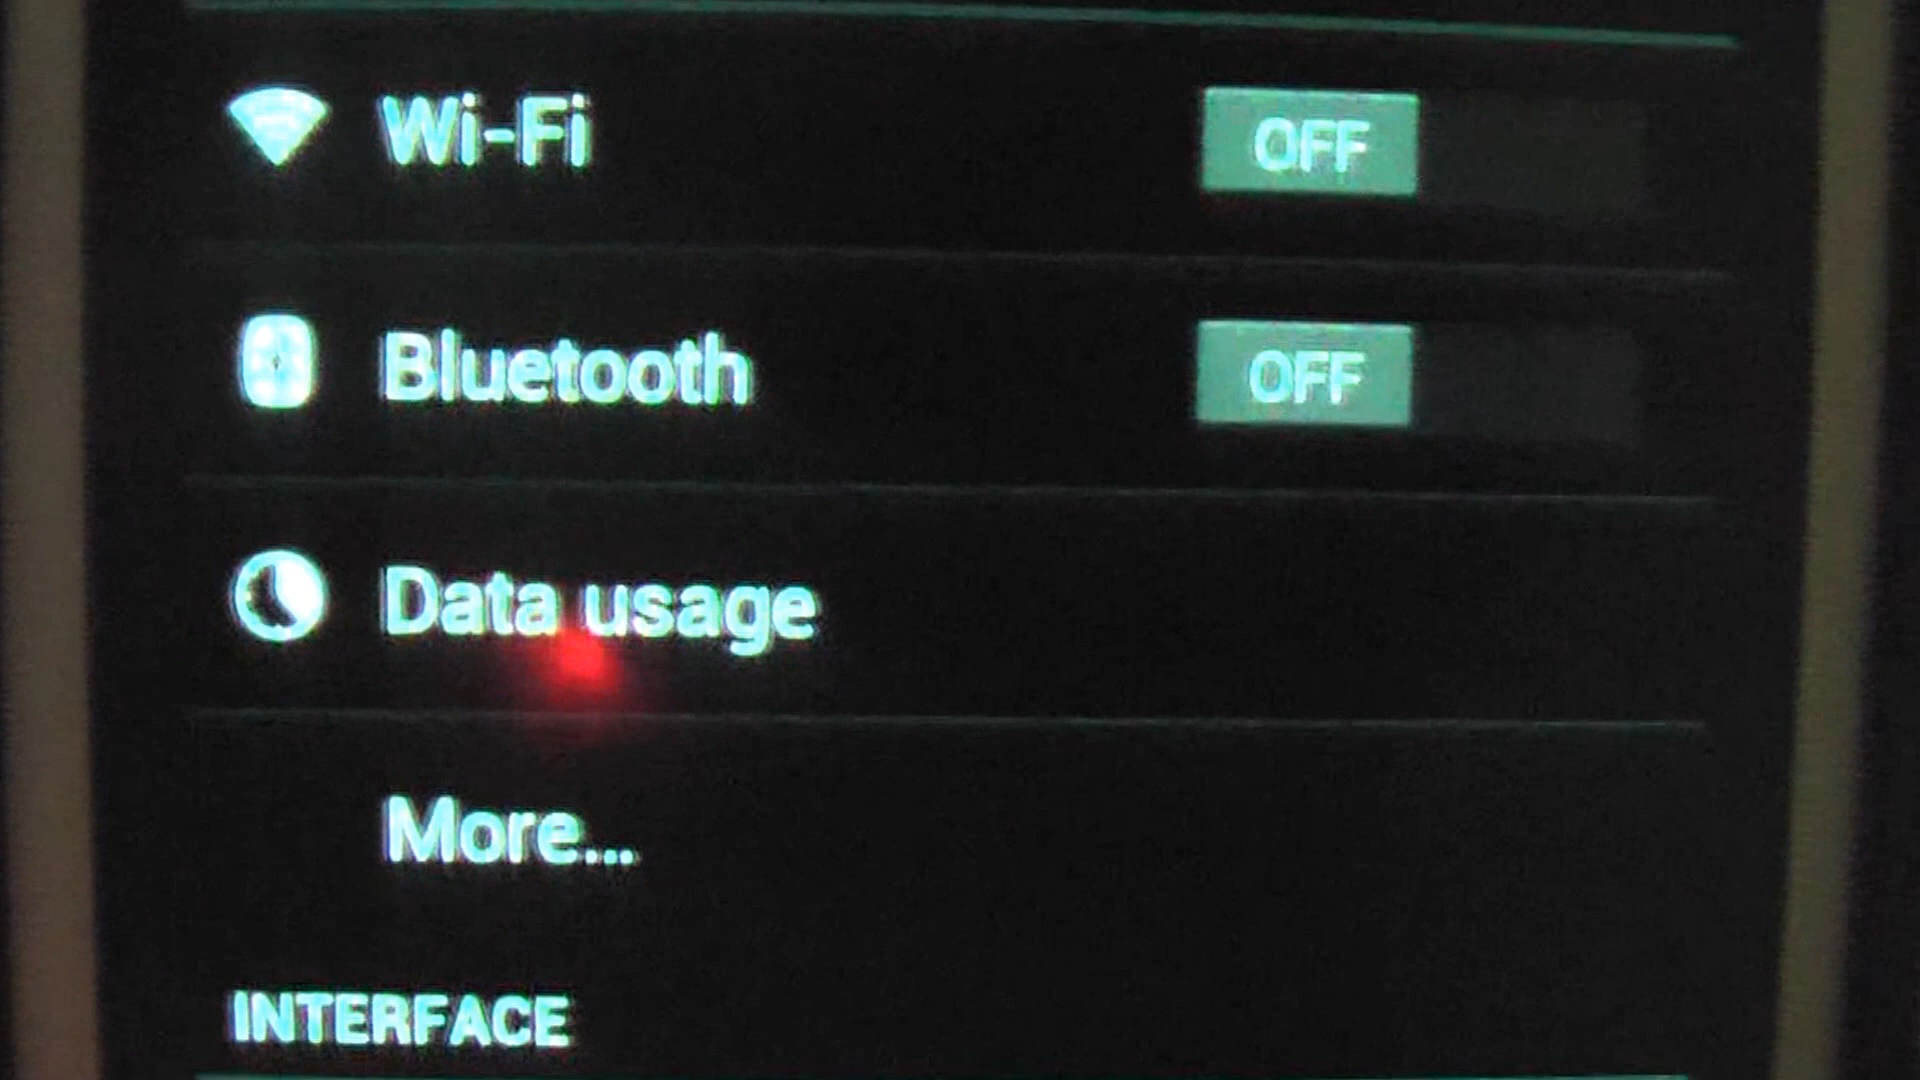 Wi-Fi OFF
Bluetooth OFF
Data usage
More...
INTERFACE